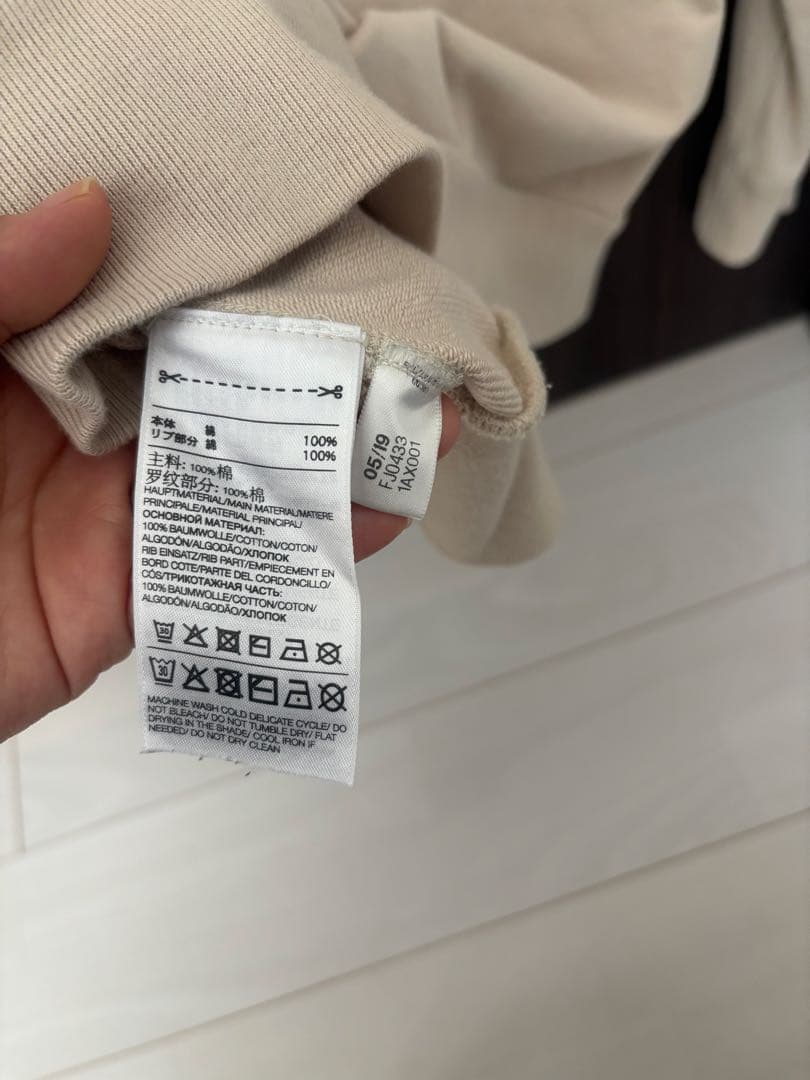 本体 綿 100%
リブ部分 綿 100%
主料: 100%棉
罗纹部分: 100%棉
HAUPTMATERIAL/MAIN MATERIAL/MATIERE
PRINCIPALE/MATERIAL PRINCIPAL/
ОСНОВНОЙ МАТЕРИАЛ:
100% BAUMWOLLE/COTTON/COTON/
ALGODÓN/ALGODÃO/ХЛОПОК
RIB EINSATZ/RIB PART/EMPIECEMENT EN
BORD COTE/PARTE DEL CORDONCILLO/
CÓS/ТРИКОТАЖНАЯ ЧАСТЬ:
100% BAUMWOLLE/COTTON/COTON/
ALGODÓN/ALGODÃO/ХЛОПОК
30
30
MACHINE WASH COLD DELICATE CYCLE/ DO
NOT BLEACH/ DO NOT TUMBLE DRY/ FLAT
DRYING IN THE SHADE/ COOL IRON IF
NEEDED/ DO NOT DRY CLEAN
05/19
FJ0433
1AX001